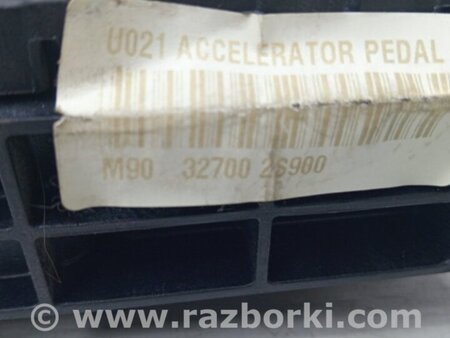 U021 ACCELERATOR PEDAL
M90 32700 2S900
© www.razborki.com